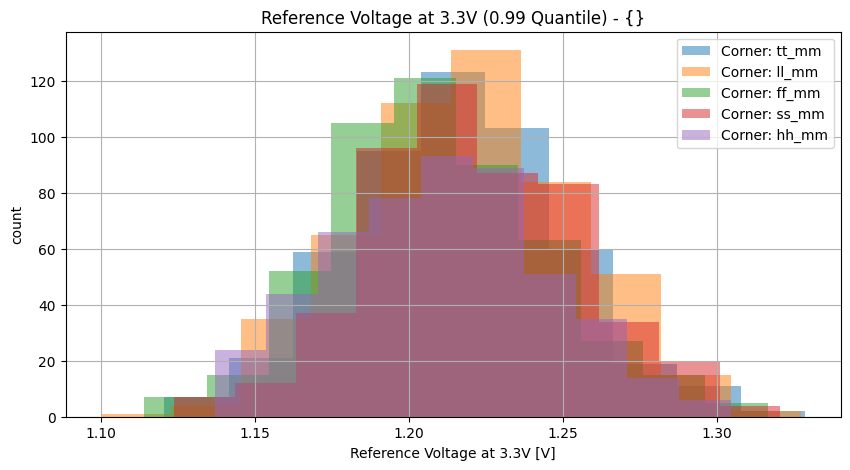 Reference Voltage at 3.3V (0.99 Quantile) - {}
Corner: tt_mm
Corner: ll_mm
Corner: ff_mm
Corner: ss_mm
Corner: hh_mm
count
120
100
80
60
40
20
0
1.10
1.15
1.20
1.25
1.30
Reference Voltage at 3.3V [V]